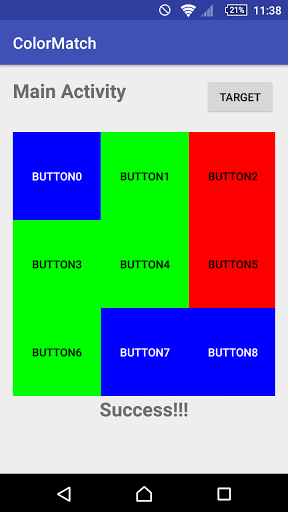 21% 11:38
ColorMatch
Main Activity
TARGET
BUTTON0 BUTTON1 BUTTON2
BUTTON3 BUTTON4 BUTTON5
BUTTON6 BUTTON7 BUTTON8
Success!!!